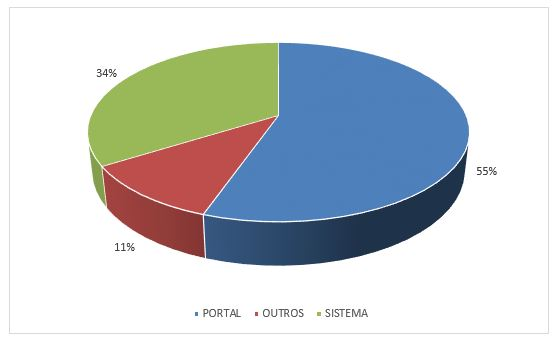 34%
55%
11%
PORTAL OUTROS SISTEMA